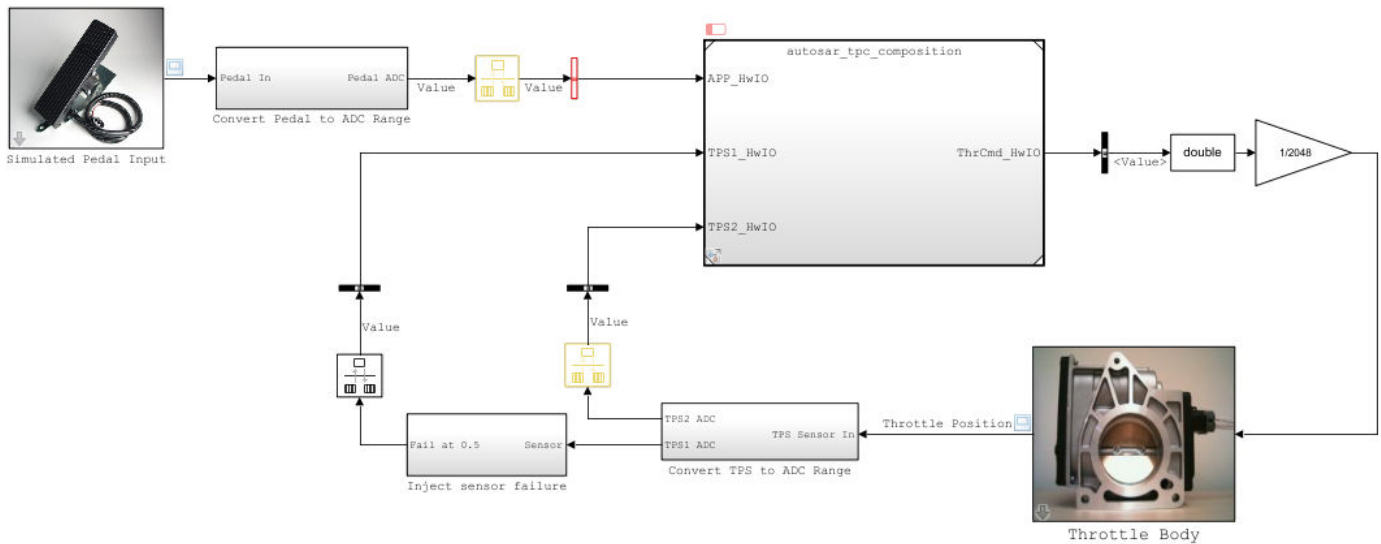 autosar_tpc_composition
Pedal In
Pedal ADC
Value
Value
APP_HwIO
Convert Pedal to ADC Range
Simulated Pedal Input
TPS1_HwIO
ThrCmd_HwIO
<Value>
double
1/2048
TPS2_HwIO
Value
Value
TPS2 ADC
Throttle Position
TPS Sensor In
Fail at 0.5
Sensor
TPS1 ADC
Convert TPS to ADC Range
Inject sensor failure
Throttle Body